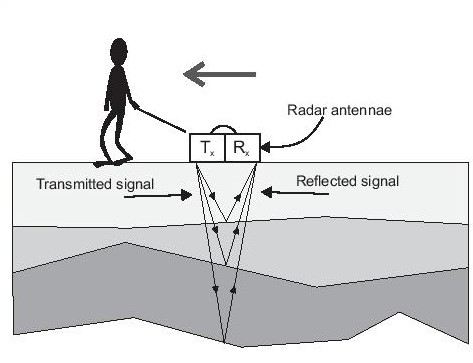 Radar antennae
Tx Rx
Transmitted signal
Reflected signal